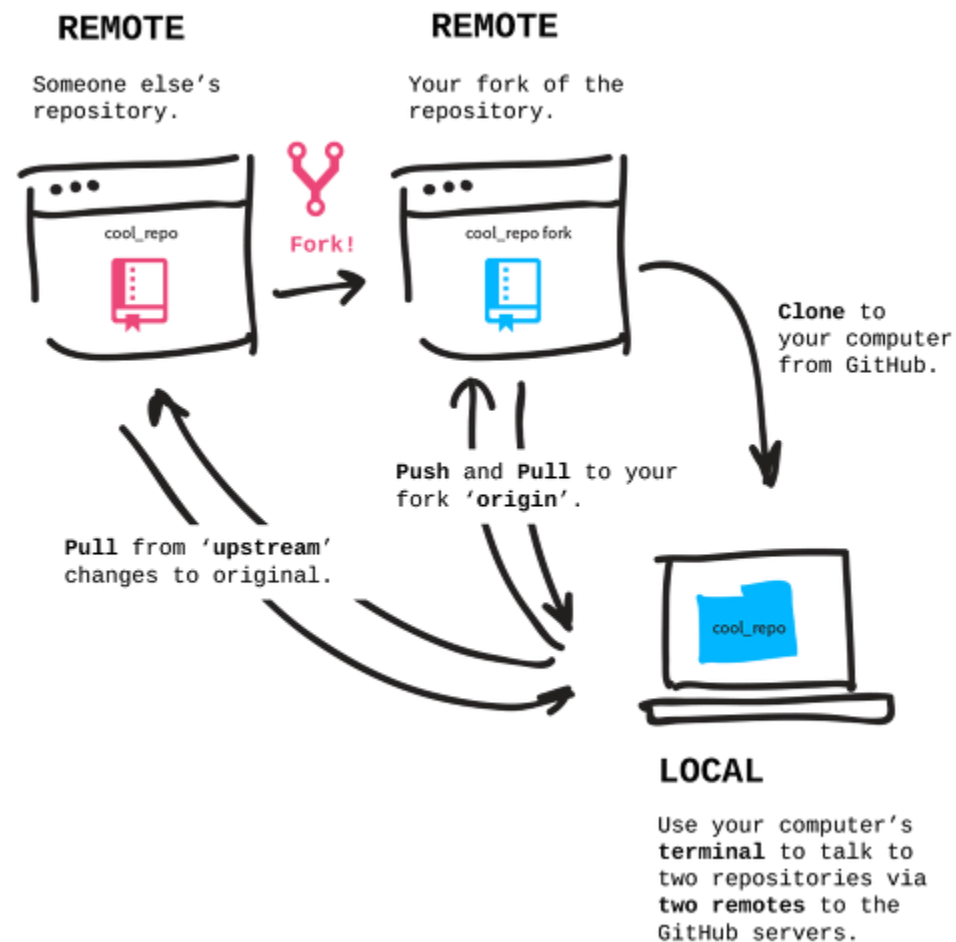 REMOTE
Someone else’s
repository.
REMOTE
Your fork of the
repository.
cool_repo
Fork!
cool_repo fork
Clone to
your computer
from GitHub.
Push and Pull to your
fork ‘origin’.
Pull from ‘upstream’
changes to original.
cool_repo
LOCAL
Use your computer’s
terminal to talk to
two repositories via
two remotes to the
GitHub servers.